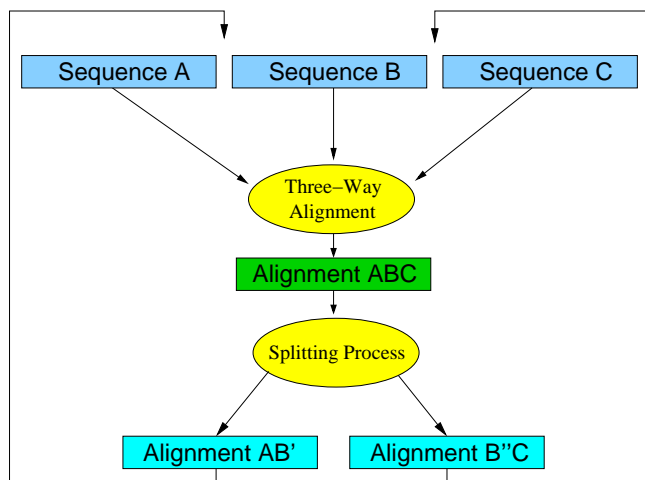 Sequence A
Sequence B
Sequence C
Three−Way
Alignment
Alignment ABC
Splitting Process
Alignment AB’
Alignment B’’C